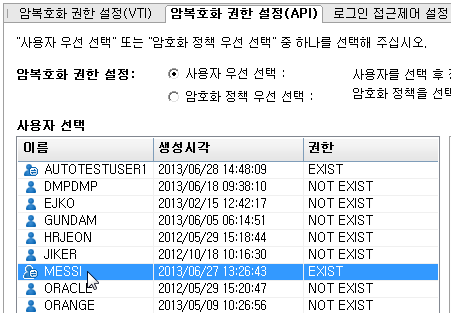 암복호화 권한 설정(VTI) 암복호화 권한 설정(API) 로그인 접근제어 설정
"사용자 우선 선택" 또는 "암호화 정책 우선 선택" 중 하나를 선택해 주십시오.
암복호화 권한 설정: 사용자 우선 선택 : 사용자를 선택 후
암호화 정책 우선 선택 : 암호화 정책을 선택
사용자 선택
이름 생성시각 권한
AUTOTESTUSER1 2013/06/28 14:48:09 EXIST
DMPDMP 2013/06/18 09:38:10 NOT EXIST
EJKO 2013/02/15 12:42:17 NOT EXIST
GUNDAM 2013/06/05 06:14:51 NOT EXIST
HRJEON 2012/05/29 15:18:44 NOT EXIST
JIKER 2012/10/18 10:16:30 NOT EXIST
MESSI 2013/06/27 13:26:43 EXIST
ORACLE 2012/05/29 15:20:47 NOT EXIST
ORANGE 2013/05/09 10:26:56 NOT EXIST